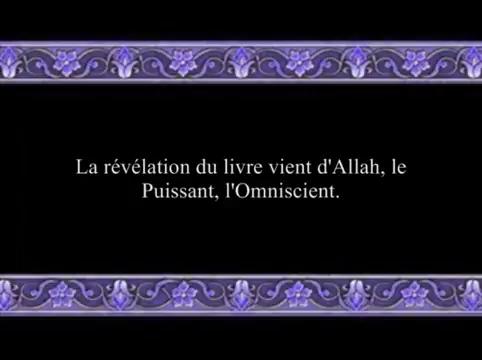 La révélation du livre vient d'Allah, le
Puissant, l'Omniscient.